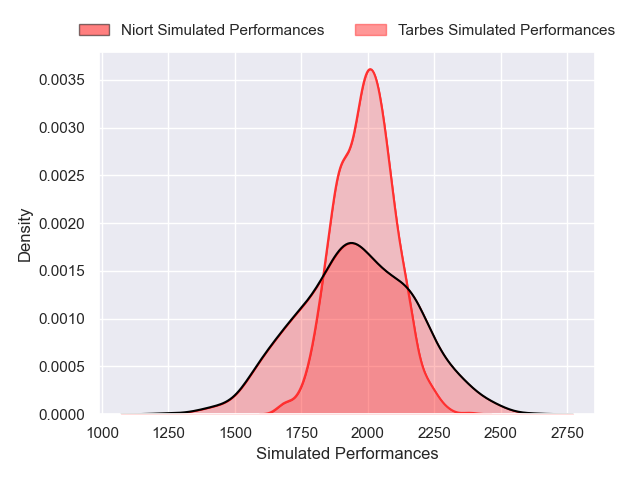 Niort Simulated Performances Tarbes Simulated Performances
0.0035
0.0030
0.0025
0.0020
0.0015
0.0010
0.0005
0.0000
Density
1000 1250 1500 1750 2000 2250 2500 2750
Simulated Performances